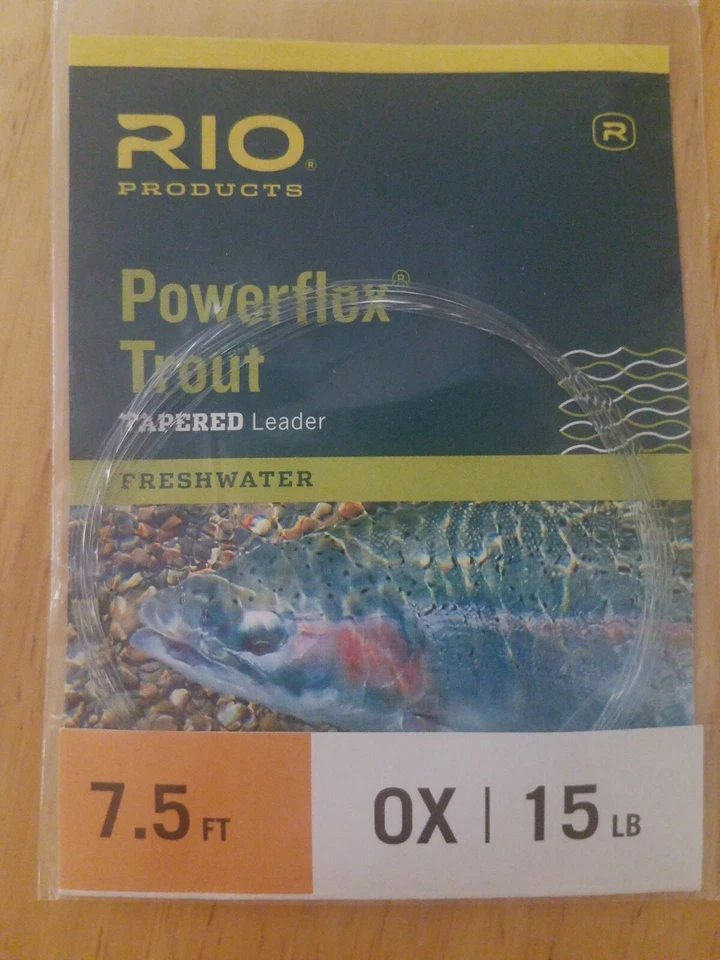 RIO®
R
PRODUCTS
Powerflex®
Trout
TAPERED Leader
FRESHWATER
7.5 FT
0X | 15 LB